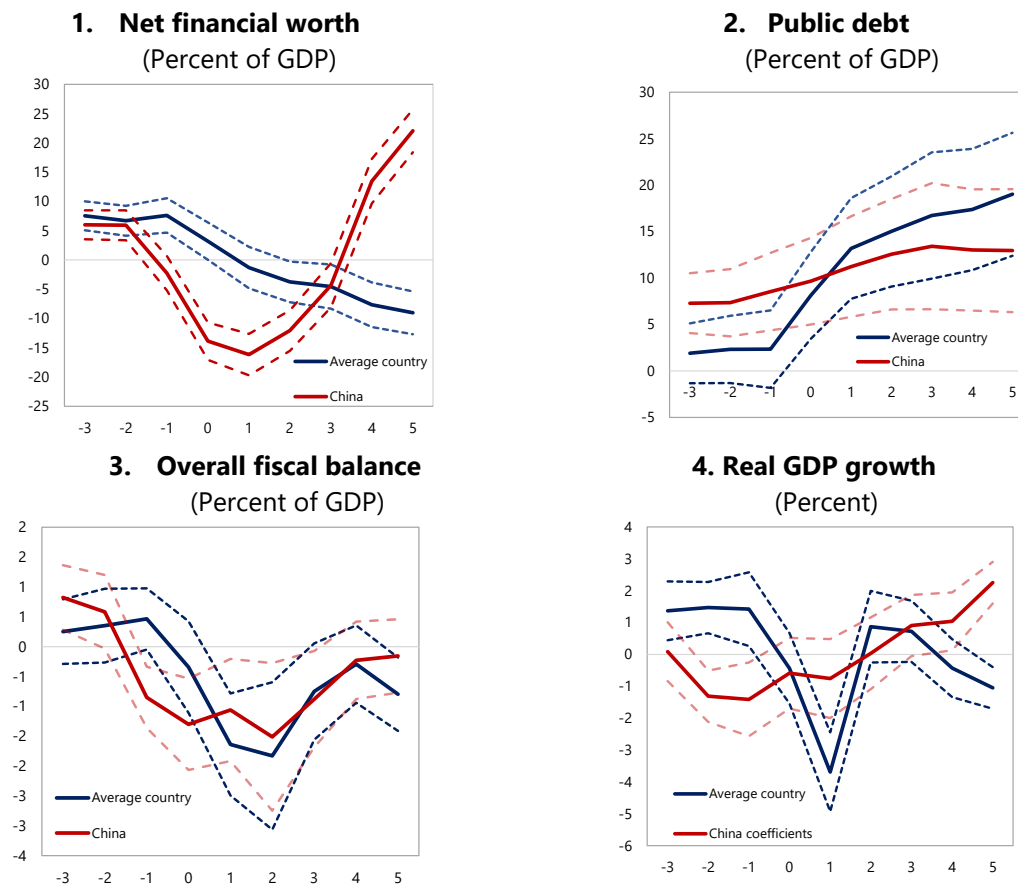 1. Net financial worth
(Percent of GDP)
30
25
20
15
10
5
0
-5
-10
-15
-20
-25
Average country
China
-3 -2 -1 0 1 2 3 4 5
2. Public debt
(Percent of GDP)
30
25
20
15
10
5
0
-5
Average country
China
-3 -2 -1 0 1 2 3 4 5
3. Overall fiscal balance
(Percent of GDP)
2
2
1
1
0
-1
-1
-2
-2
-3
-3
-4
Average country
China
-3 -2 -1 0 1 2 3 4 5
4. Real GDP growth
(Percent)
4
3
2
1
0
-1
-2
-3
-4
-5
-6
Average country
China coefficients
-3 -2 -1 0 1 2 3 4 5